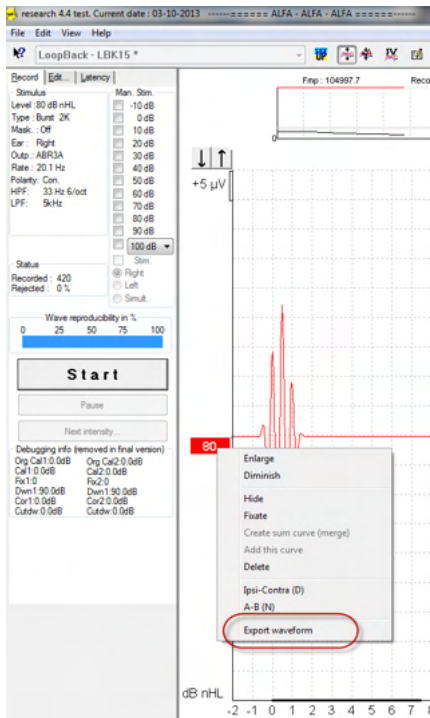 research 4.4 test. Current date : 03-10-2013 ------====== ALFA - ALFA - ALFA ======------
File Edit View Help
LoopBack - LBK15 *
Record Edit... Latency
Stimulus
Level :80 dB nHL
Type : Burst 2K
Mask. : Off
Ear : Right
Outp.: ABR3A
Rate : 20.1 Hz
Polarity: Con.
HPF: 33 Hz 6/oct
LPF: 5kHz
Man. Stim.
-10 dB
0 dB
10 dB
20 dB
30 dB
40 dB
50 dB
60 dB
70 dB
80 dB
90 dB
100 dB
Stim.
Right
Left
Simult.
Status
Recorded : 420
Rejected : 0 %
Wave reproducibility in %
0 25 50 75 100
Start
Pause
Next intensity...
Debugging info (removed in final version)
Org Cal1:0.0dB Org Cal2:0.0dB
Cal1:0.0dB Cal2:0.0dB
Fix1:0 Fix2:0
Dwn1:90.0dB Dwn1:90.0dB
Cor1:0.0dB Cor2:0.0dB
Cutdw:0.0dB Cutdw:0.0dB
Fmp : 104997.7 Reco
0
+5 µV
80
Enlarge
Diminish
Hide
Fixate
Create sum curve (merge)
Add this curve
Delete
Ipsi-Contra (D)
A-B (N)
Export waveform
dB nHL
-2 -1 0 1 2 3 4 5 6 7